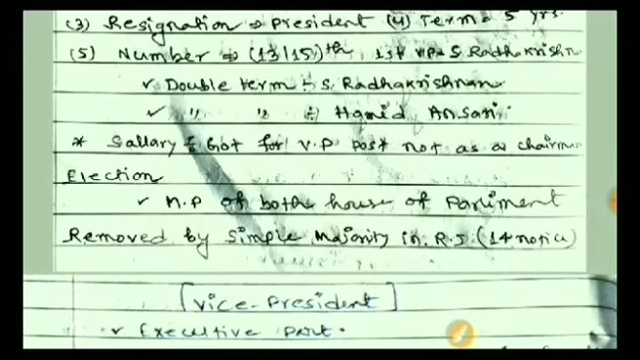 (3) Resignation ⇒ President (4) Term = 5 yrs.
(5) Number ⇒ (13/15)th 1st V.P = S. Radhakrishn
✓ Double term :- S. Radhakrishnan
✓ " " :- Hamid Ansari
* Sallary :- Got for V.P post not as a chairman
Election
✓ M.P of both house of Parliment
Removed by Simple Majority in R.S. (14 notice)
[Vice-President]
✓ Executive Part.